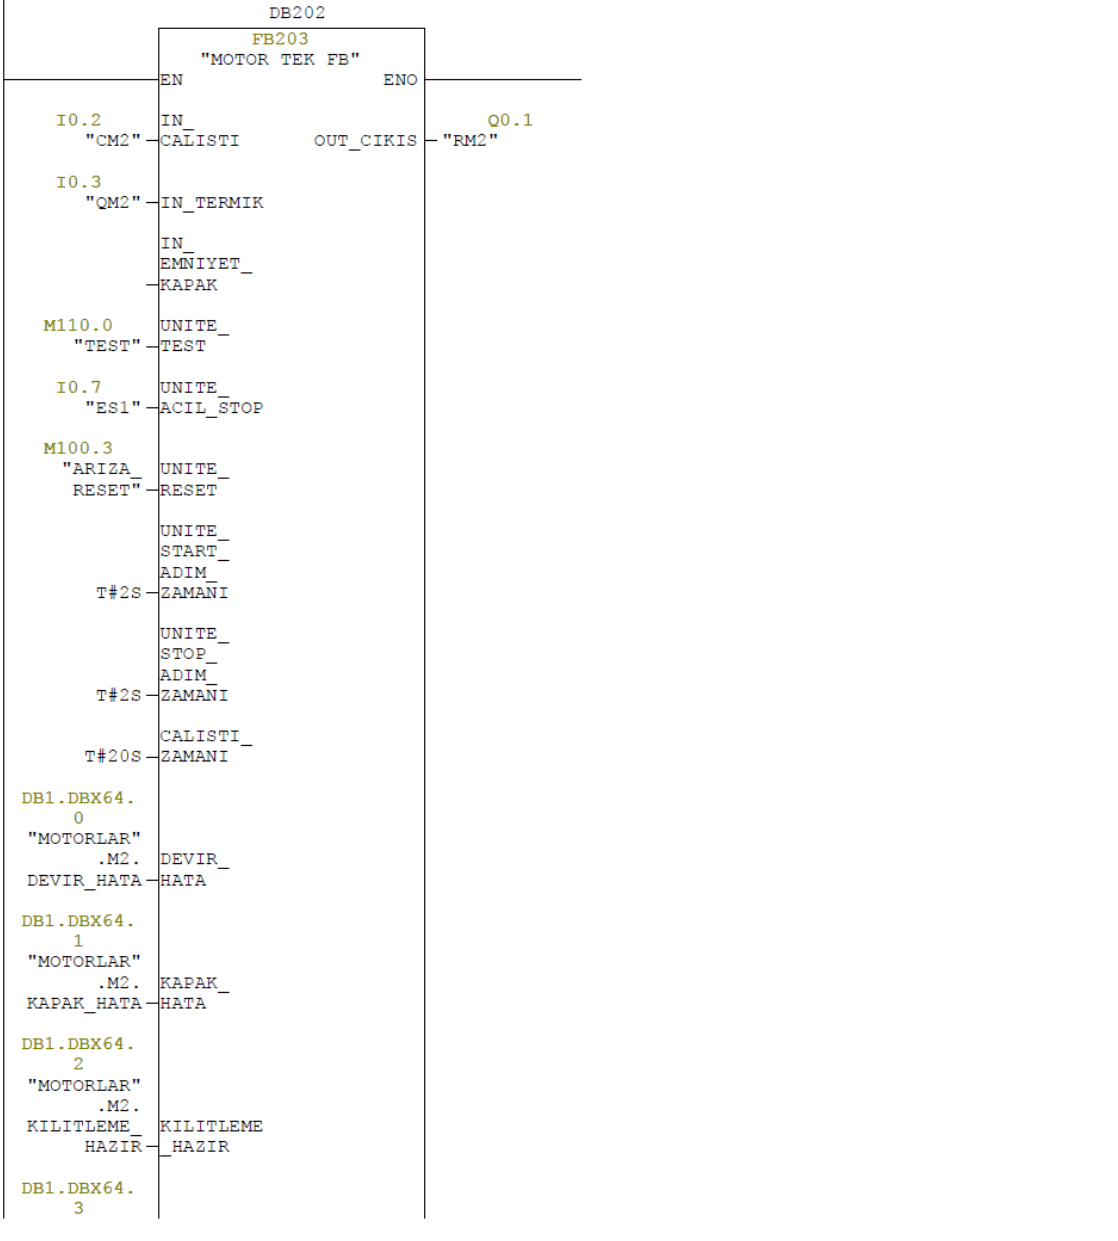 DB202
FB203
"MOTOR TEK FB"
EN ENO
I0.2 IN_ Q0.1
"CM2" CALISTI OUT_CIKIS "RM2"
I0.3
"QM2" IN_TERMIK
IN_
EMNIYET_
KAPAK
M110.0 UNITE_
"TEST" TEST
I0.7 UNITE_
"ES1" ACIL_STOP
M100.3
"ARIZA_ UNITE_
RESET" RESET
UNITE_
START_
ADIM_
T#2S ZAMANI
UNITE_
STOP_
ADIM_
T#2S ZAMANI
CALISTI_
T#20S ZAMANI
DB1.DBX64.
0
"MOTORLAR"
.M2. DEVIR_
DEVIR_HATA HATA
DB1.DBX64.
1
"MOTORLAR"
.M2. KAPAK_
KAPAK_HATA HATA
DB1.DBX64.
2
"MOTORLAR"
.M2.
KILITLEME_ KILITLEME
HAZIR _HAZIR
DB1.DBX64.
3